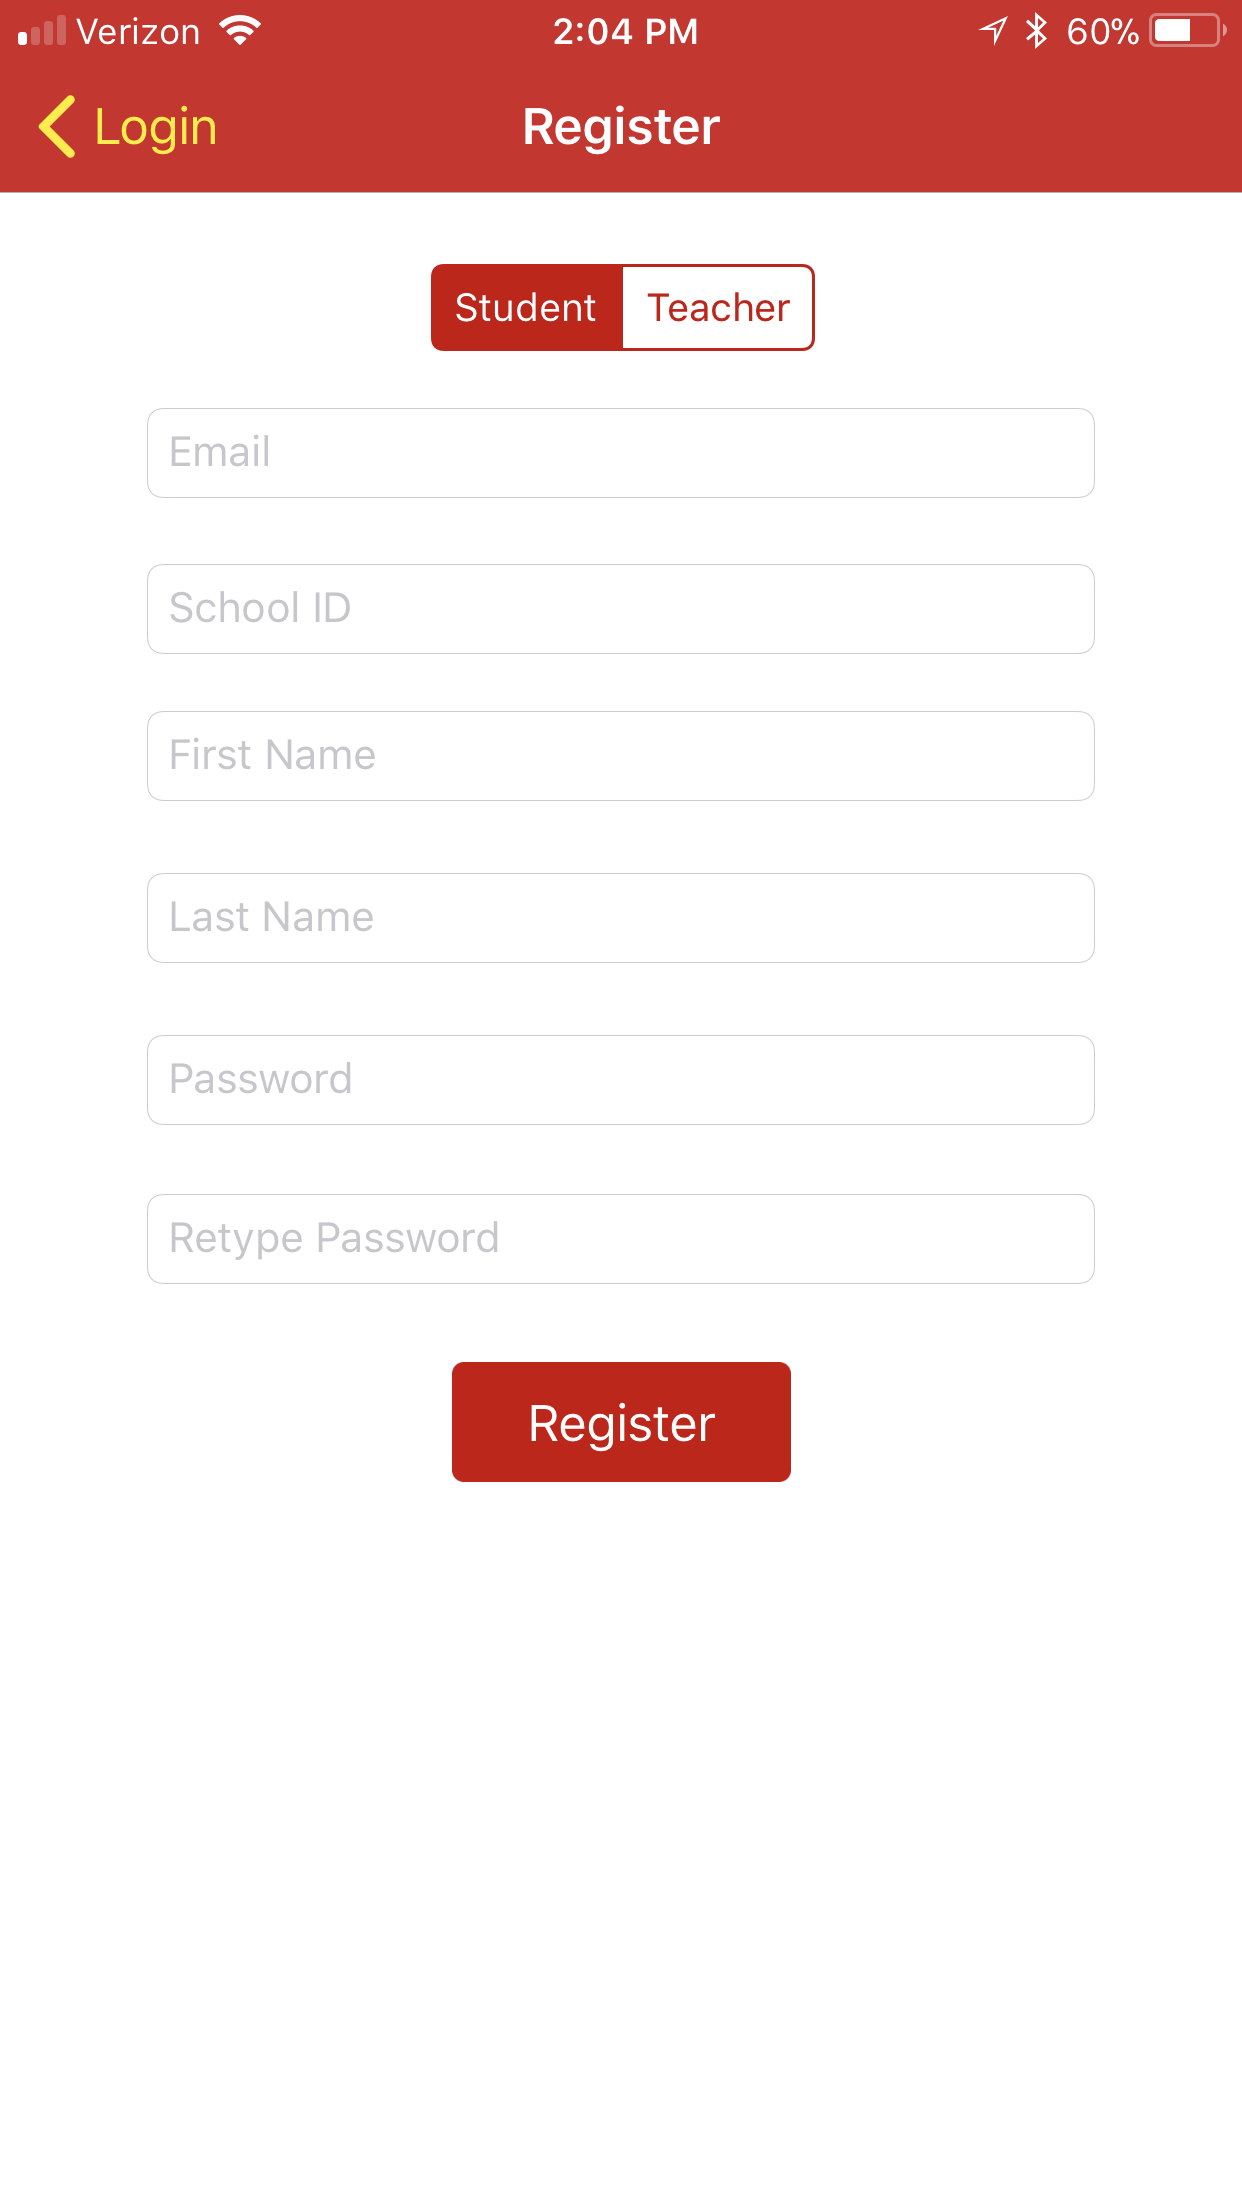 Verizon 2:04 PM 60%
Login Register
Student Teacher
Email
School ID
First Name
Last Name
Password
Retype Password
Register